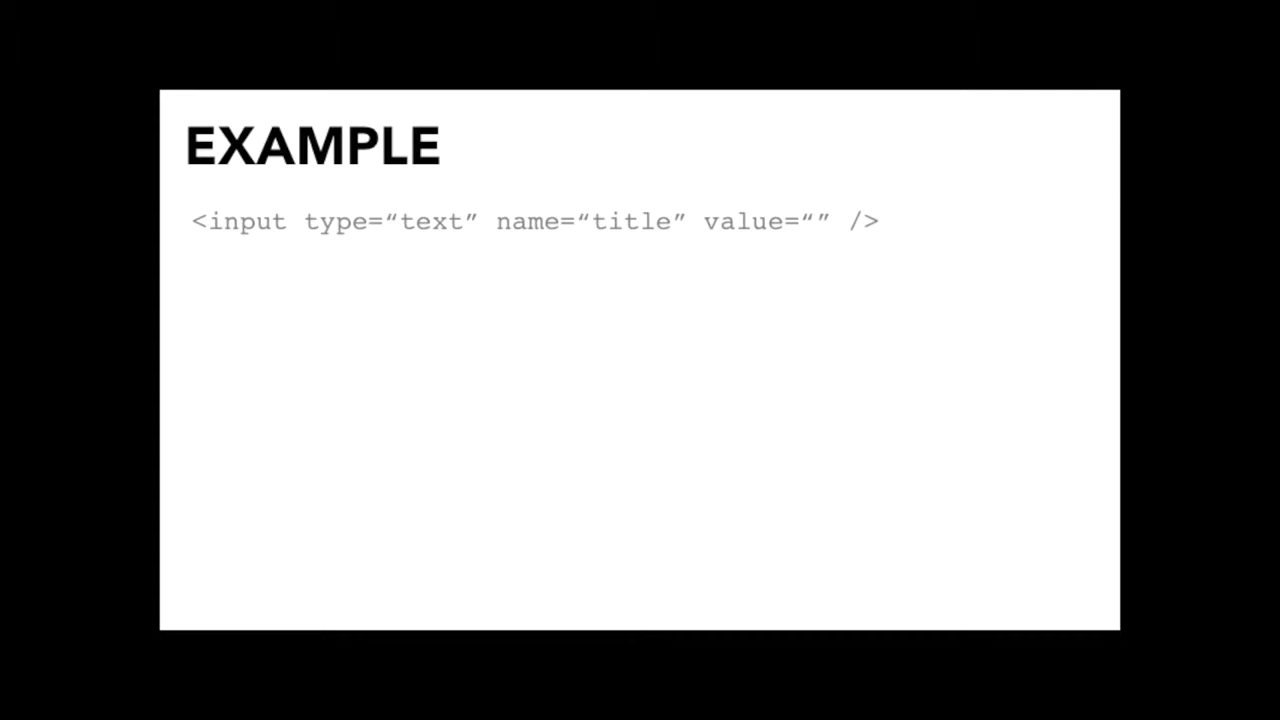 EXAMPLE
<input type=“text” name=“title” value=“” />